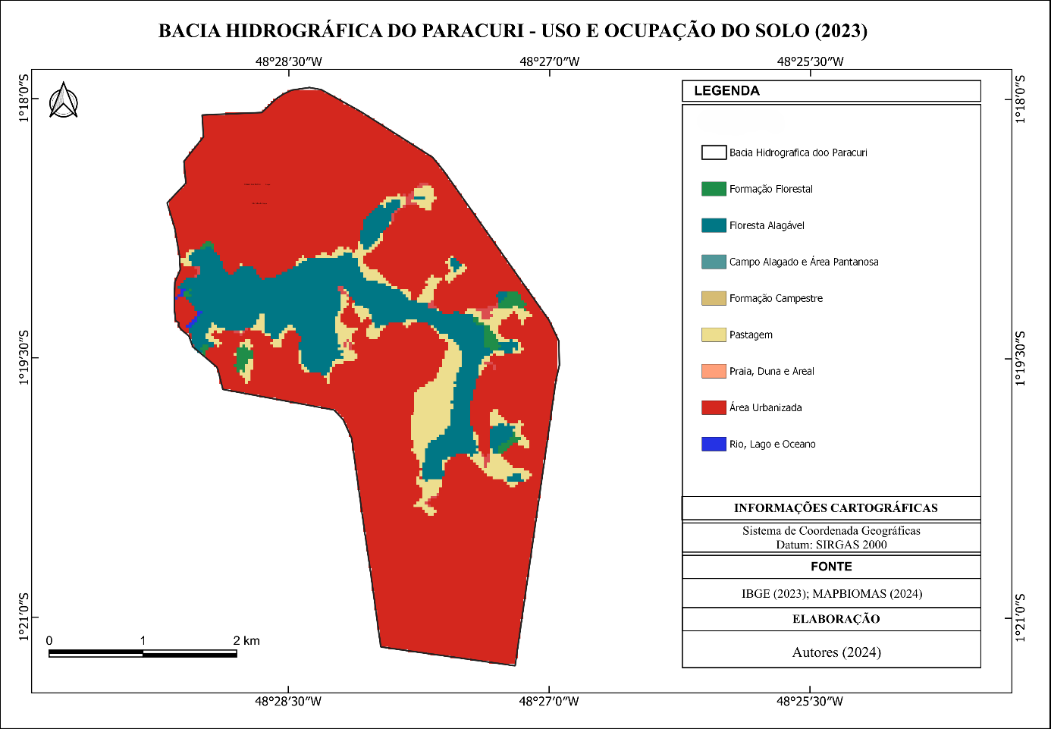 BACIA HIDROGRÁFICA DO PARACURI - USO E OCUPAÇÃO DO SOLO (2023)
48°28′30″W
48°27′0″W
48°25′30″W
1°18′0″S
1°18′0″S
LEGENDA
Bacia Hidrografica doo Paracuri
Formação Florestal
Floresta Alagável
Campo Alagado e Área Pantanosa
Formação Campestre
Pastagem
Praia, Duna e Areal
Área Urbanizada
Rio, Lago e Oceano
1°19′30″S
1°19′30″S
INFORMAÇÕES CARTOGRÁFICAS
Sistema de Coordenada Geográficas
Datum: SIRGAS 2000
FONTE
IBGE (2023); MAPBIOMAS (2024)
ELABORAÇÃO
Autores (2024)
1°21′0″S
1°21′0″S
0 1 2 km
48°28′30″W
48°27′0″W
48°25′30″W